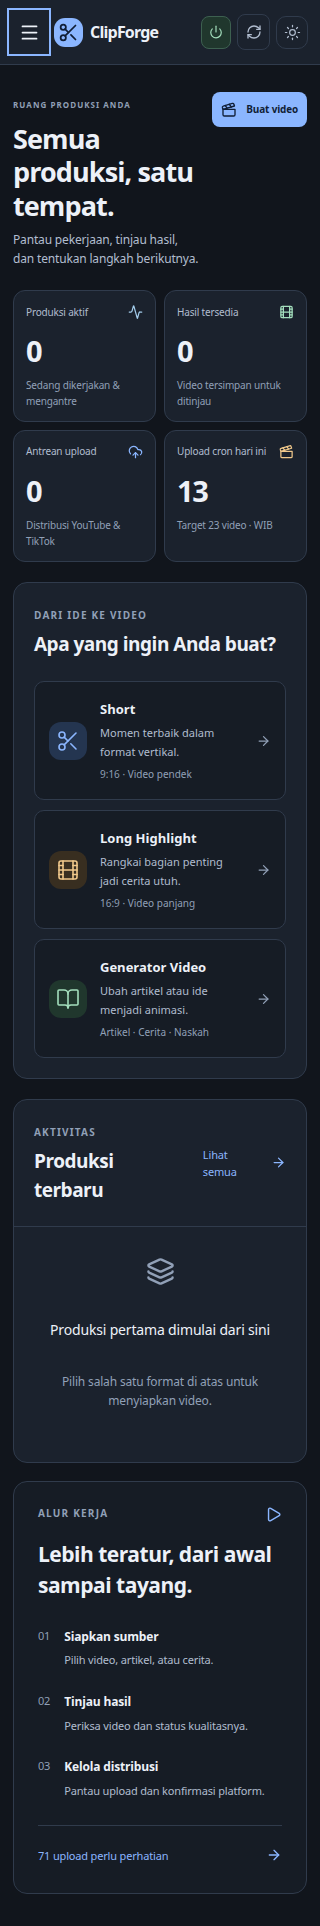 ClipForge
RUANG PRODUKSI ANDA
Buat video
Semua
produksi, satu
tempat.
Pantau pekerjaan, tinjau hasil,
dan tentukan langkah berikutnya.
Produksi aktif
0
Sedang dikerjakan &
mengantre
Hasil tersedia
0
Video tersimpan untuk
ditinjau
Antrean upload
0
Distribusi YouTube &
TikTok
Upload cron hari ini
13
Target 23 video · WIB
DARI IDE KE VIDEO
Apa yang ingin Anda buat?
Short
Momen terbaik dalam
format vertikal.
9:16 · Video pendek
Long Highlight
Rangkai bagian penting
jadi cerita utuh.
16:9 · Video panjang
Generator Video
Ubah artikel atau ide
menjadi animasi.
Artikel · Cerita · Naskah
AKTIVITAS
Produksi
terbaru
Lihat
semua
Produksi pertama dimulai dari sini
Pilih salah satu format di atas untuk
menyiapkan video.
ALUR KERJA
Lebih teratur, dari awal
sampai tayang.
01 Siapkan sumber
Pilih video, artikel, atau cerita.
02 Tinjau hasil
Periksa video dan status kualitasnya.
03 Kelola distribusi
Pantau upload dan konfirmasi platform.
71 upload perlu perhatian